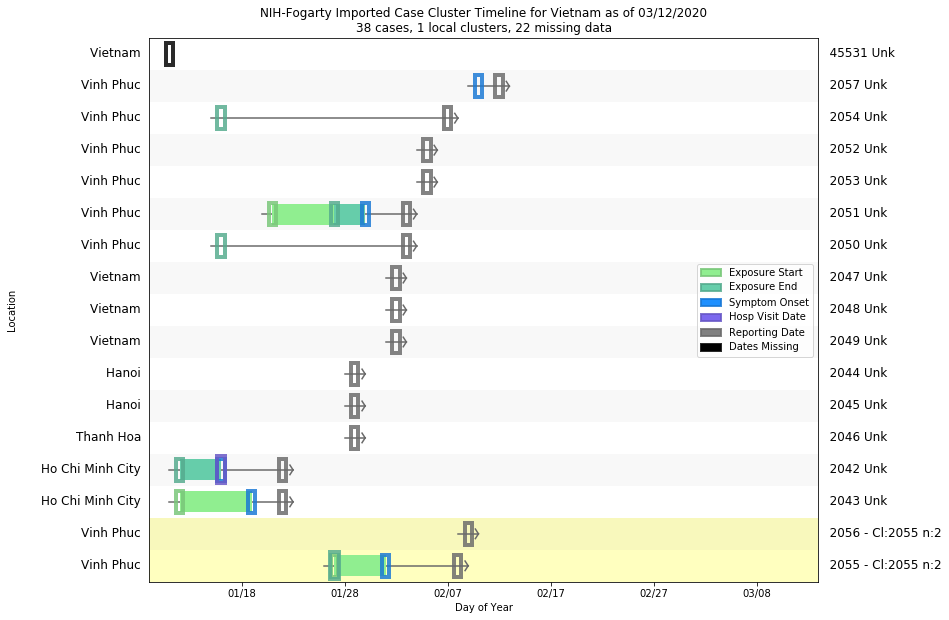 NIH-Fogarty Imported Case Cluster Timeline for Vietnam as of 03/12/2020
38 cases, 1 local clusters, 22 missing data
Vietnam 45531 Unk
Vinh Phuc 2057 Unk
Vinh Phuc 2054 Unk
Vinh Phuc 2052 Unk
Vinh Phuc 2053 Unk
Vinh Phuc 2051 Unk
Vinh Phuc 2050 Unk
Vietnam 2047 Unk
Vietnam 2048 Unk
Vietnam 2049 Unk
Hanoi 2044 Unk
Hanoi 2045 Unk
Thanh Hoa 2046 Unk
Ho Chi Minh City 2042 Unk
Ho Chi Minh City 2043 Unk
Vinh Phuc 2056 - Cl:2055 n:2
Vinh Phuc 2055 - Cl:2055 n:2
Location
Exposure Start
Exposure End
Symptom Onset
Hosp Visit Date
Reporting Date
Dates Missing
01/18 01/28 02/07 02/17 02/27 03/08
Day of Year